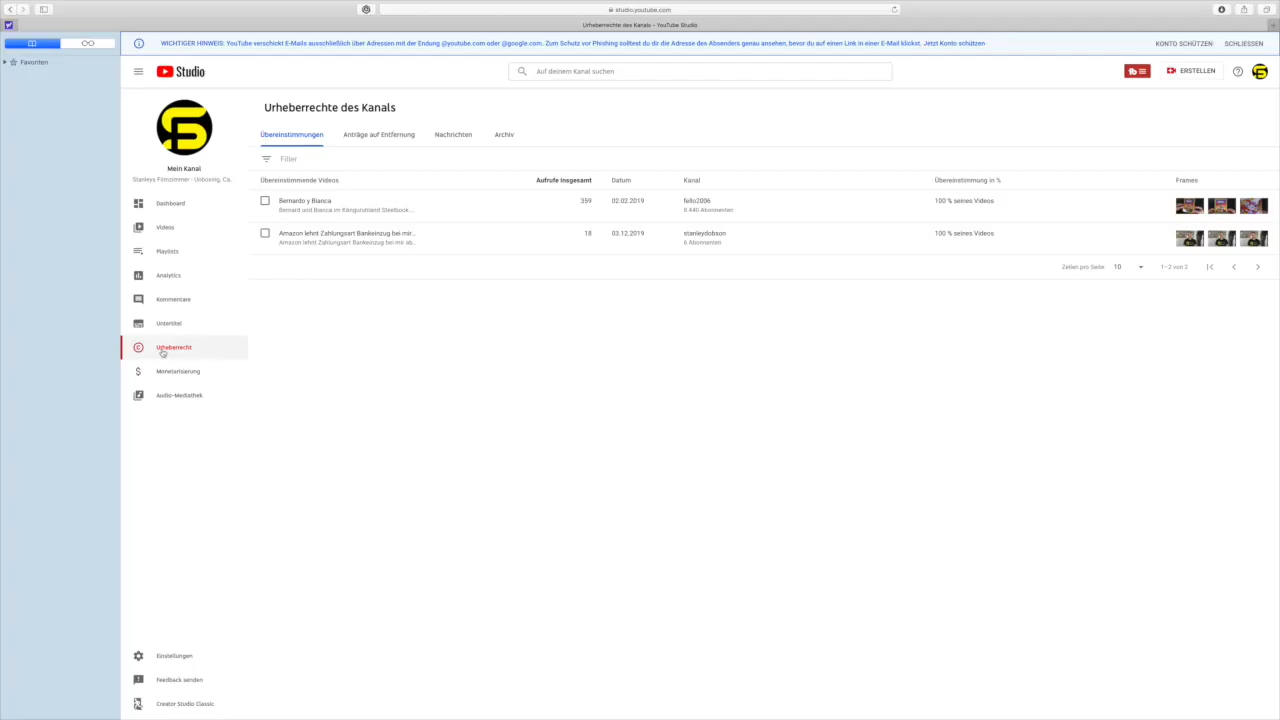 studio.youtube.com
Urheberrechte des Kanals - YouTube Studio
Favoriten
WICHTIGER HINWEIS: YouTube verschickt E-Mails ausschließlich über Adressen mit der Endung @youtube.com oder @google.com. Zum Schutz vor Phishing solltest du dir die Adresse des Absenders genau ansehen, bevor du auf einen Link in einer E-Mail klickst. Jetzt Konto schützen
KONTO SCHÜTZEN
SCHLIESSEN
Studio
Auf deinem Kanal suchen
ERSTELLEN
Mein Kanal
Stanleys Filmzimmer - Unboxing, Ca...
Dashboard
Videos
Playlists
Analytics
Kommentare
Untertitel
Urheberrecht
Monetarisierung
Audio-Mediathek
Einstellungen
Feedback senden
Creator Studio Classic
Urheberrechte des Kanals
Übereinstimmungen Anträge auf Entfernung Nachrichten Archiv
Filter
Übereinstimmende Videos Aufrufe insgesamt Datum Kanal Übereinstimmung in % Frames
Bernardo y Bianca 359 02.02.2019 fello2006 100 % seines Videos
Bernard und Bianca im Känguruhland Steelbook... 8.440 Abonnenten
Amazon lehnt Zahlungsart Bankeinzug bei mir... 18 03.12.2019 stanleydobson 100 % seines Videos
Amazon lehnt Zahlungsart Bankeinzug bei mir ab... 6 Abonnenten
Zeilen pro Seite: 10 1–2 von 2